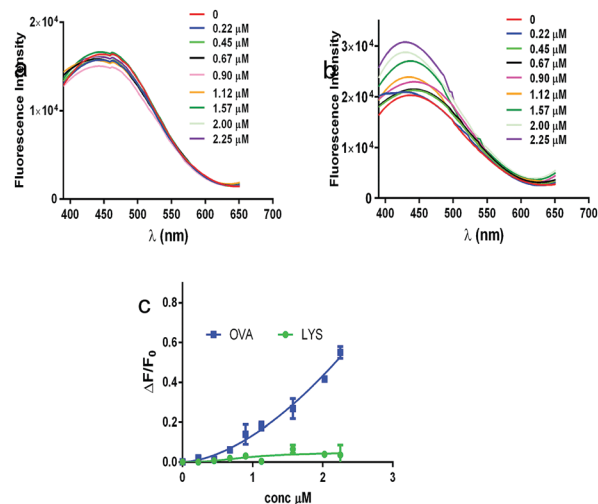 a
Fluorescence Intensity
2×10⁴
1×10⁴
0
400 450 500 550 600 650 700
λ (nm)
0
0.22 μM
0.45 μM
0.67 μM
0.90 μM
1.12 μM
1.57 μM
2.00 μM
2.25 μM
b
Fluorescence Intensity
3×10⁴
2×10⁴
1×10⁴
0
400 450 500 550 600 650 700
λ (nm)
0
0.22 μM
0.45 μM
0.67 μM
0.90 μM
1.12 μM
1.57 μM
2.00 μM
2.25 μM
C
ΔF/F₀
0.8
0.6
0.4
0.2
0.0
0 1 2 3
conc μM
OVA LYS